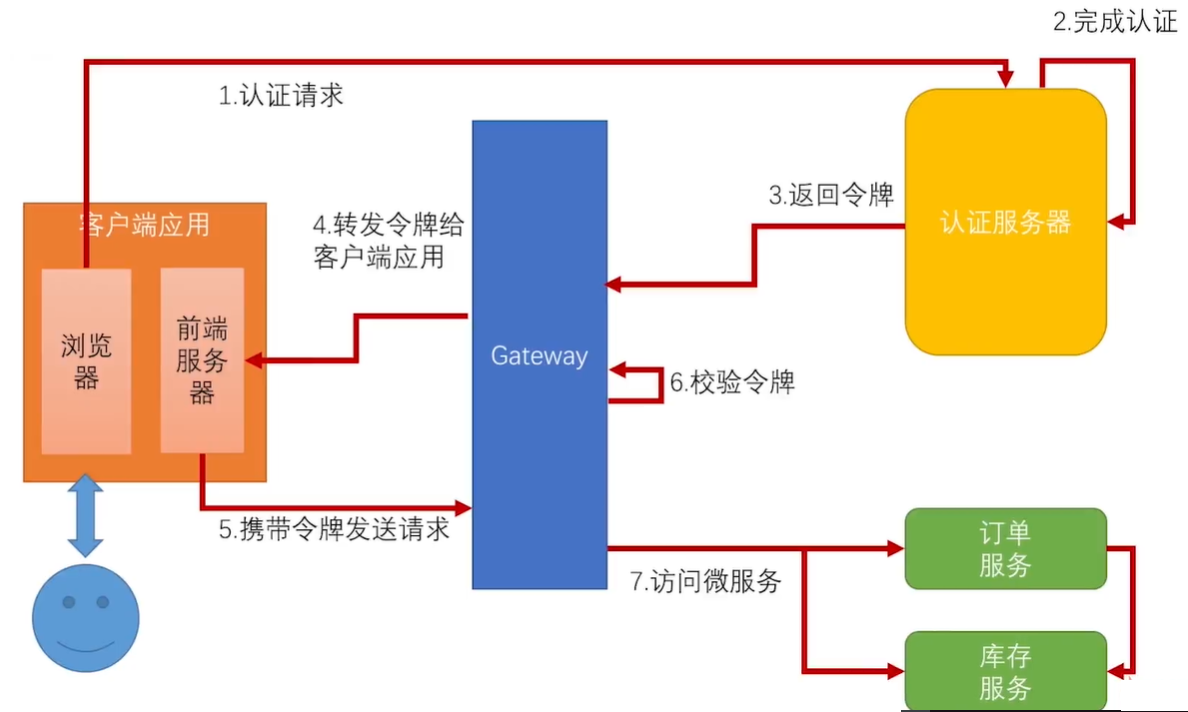 2.完成认证
1.认证请求
3.返回令牌
4.转发令牌给
客户端应用
客户端应用
认证服务器
浏览
器
前端
服务
器
Gateway
6.校验令牌
5.携带令牌发送请求
7.访问微服务
订单
服务
库存
服务